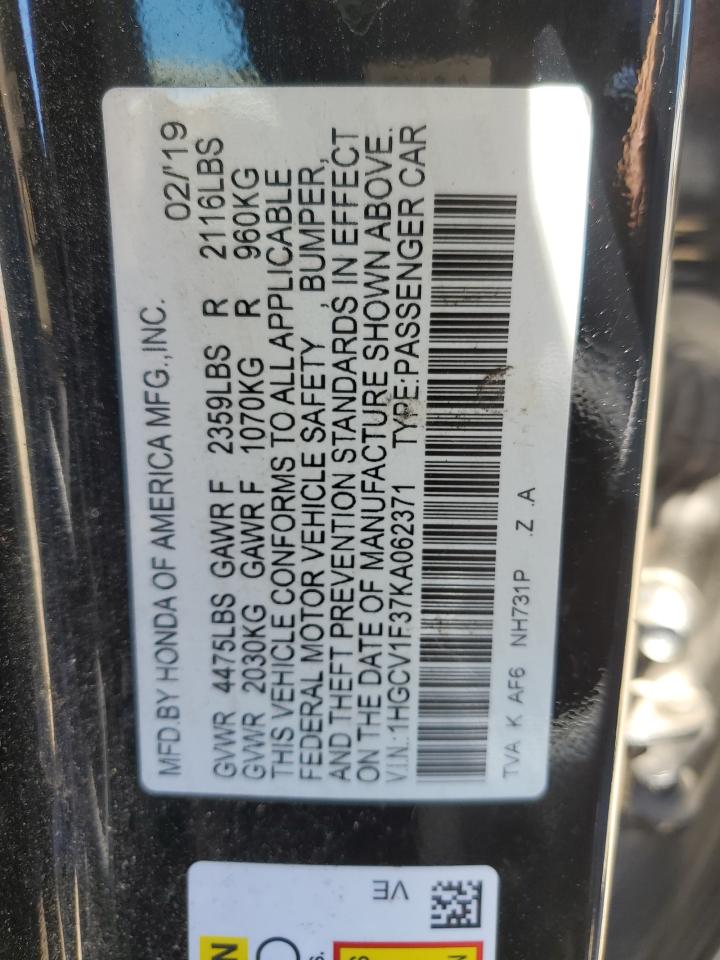 MFD.BY HONDA OF AMERICA MFG.,INC. 02/'19
GVWR 4475LBS GAWR F 2359LBS R 2116LBS
GVWR 2030KG GAWR F 1070KG R 960KG
THIS VEHICLE CONFORMS TO ALL APPLICABLE
FEDERAL MOTOR VEHICLE SAFETY , BUMPER,
AND THEFT PREVENTION STANDARDS IN EFFECT
ON THE DATE OF MANUFACTURE SHOWN ABOVE.
V.I.N.:1HGCV1F37KA062371 TYPE:PASSENGER CAR
TVA K AF6 NH731P .Z .A
VE